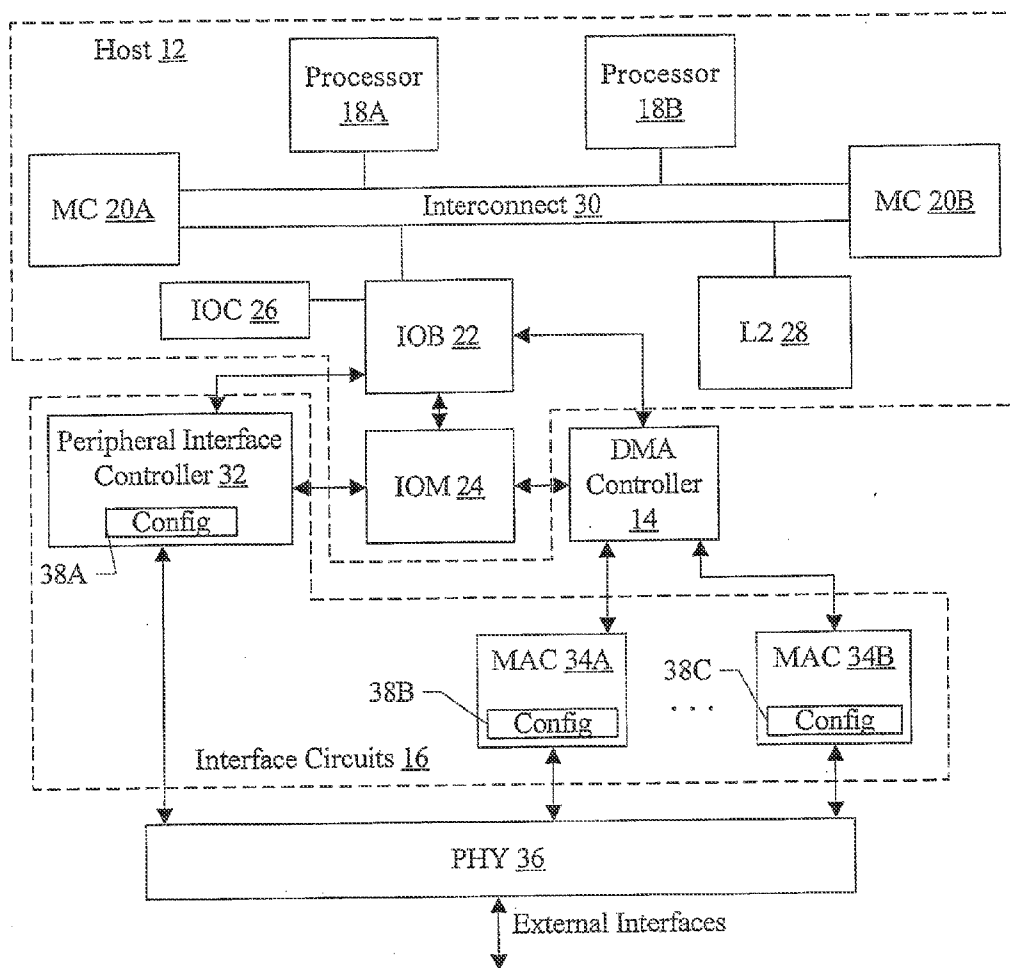 Host 12
Processor
18A
Processor
18B
MC 20A
Interconnect 30
MC 20B
IOC 26
IOB 22
L2 28
Peripheral Interface
Controller 32
Config
38A
IOM 24
DMA
Controller
14
MAC 34A
Config
38B
. . .
MAC 34B
Config
38C
Interface Circuits 16
PHY 36
External Interfaces